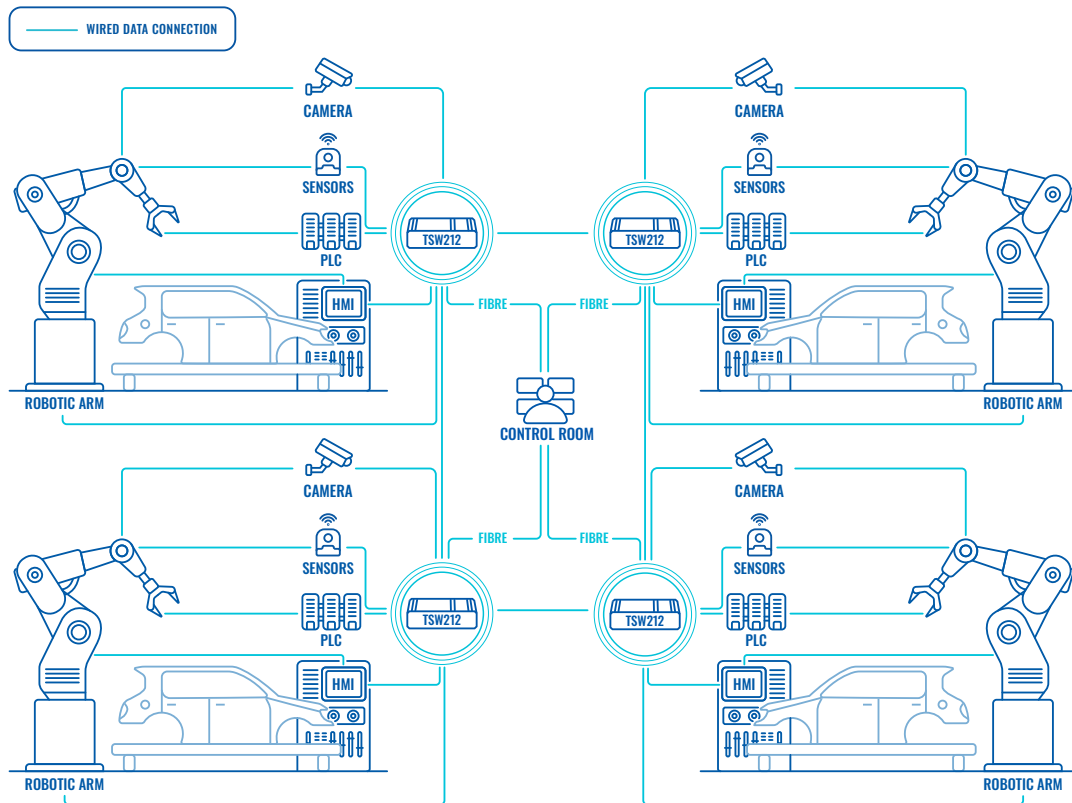 WIRED DATA CONNECTION
CAMERA
CAMERA
SENSORS
SENSORS
TSW212
TSW212
PLC
PLC
HMI
FIBRE
FIBRE
HMI
ROBOTIC ARM
ROBOTIC ARM
CONTROL ROOM
CAMERA
CAMERA
FIBRE
FIBRE
SENSORS
SENSORS
TSW212
TSW212
PLC
PLC
HMI
HMI
ROBOTIC ARM
ROBOTIC ARM